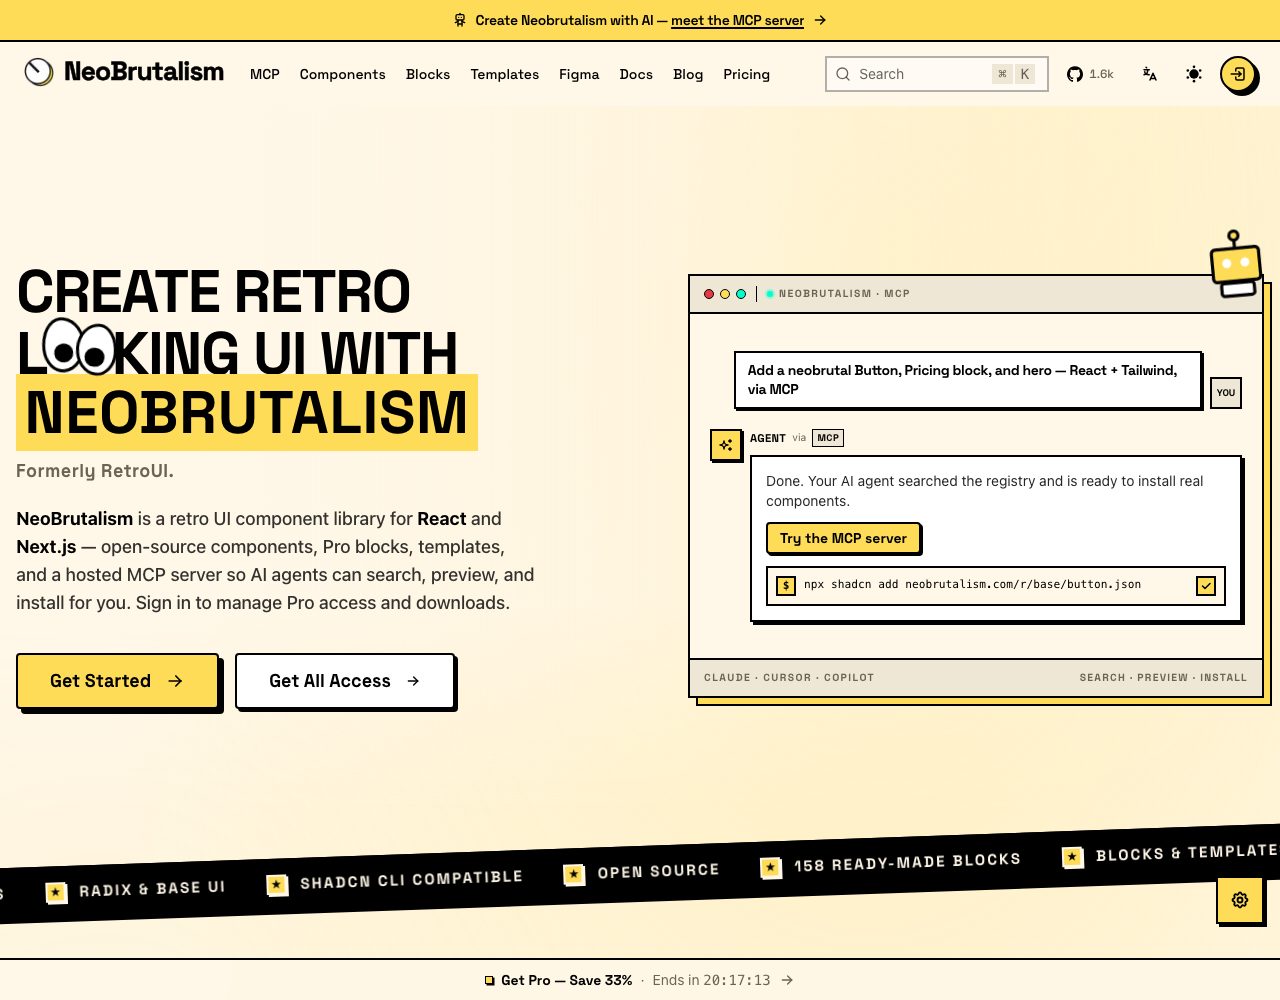 Create Neobrutalism with AI — meet the MCP server →
NeoBrutalism
MCP Components Blocks Templates Figma Docs Blog Pricing
Search ⌘ K
1.6k
CREATE RETRO
L👀KING UI WITH
NEOBRUTALISM
Formerly RetroUI.
NeoBrutalism is a retro UI component library for React and
Next.js — open-source components, Pro blocks, templates,
and a hosted MCP server so AI agents can search, preview, and
install for you. Sign in to manage Pro access and downloads.
Get Started →
Get All Access →
NEOBRUTALISM · MCP
Add a neobrutal Button, Pricing block, and hero — React + Tailwind,
via MCP
YOU
AGENT via MCP
Done. Your AI agent searched the registry and is ready to install real
components.
Try the MCP server
$ npx shadcn add neobrutalism.com/r/base/button.json
CLAUDE · CURSOR · COPILOT
SEARCH · PREVIEW · INSTALL
RADIX & BASE UI ★ SHADCN CLI COMPATIBLE ★ OPEN SOURCE ★ 158 READY-MADE BLOCKS ★ BLOCKS & TEMPLATE
Get Pro — Save 33% · Ends in 20:17:13 →